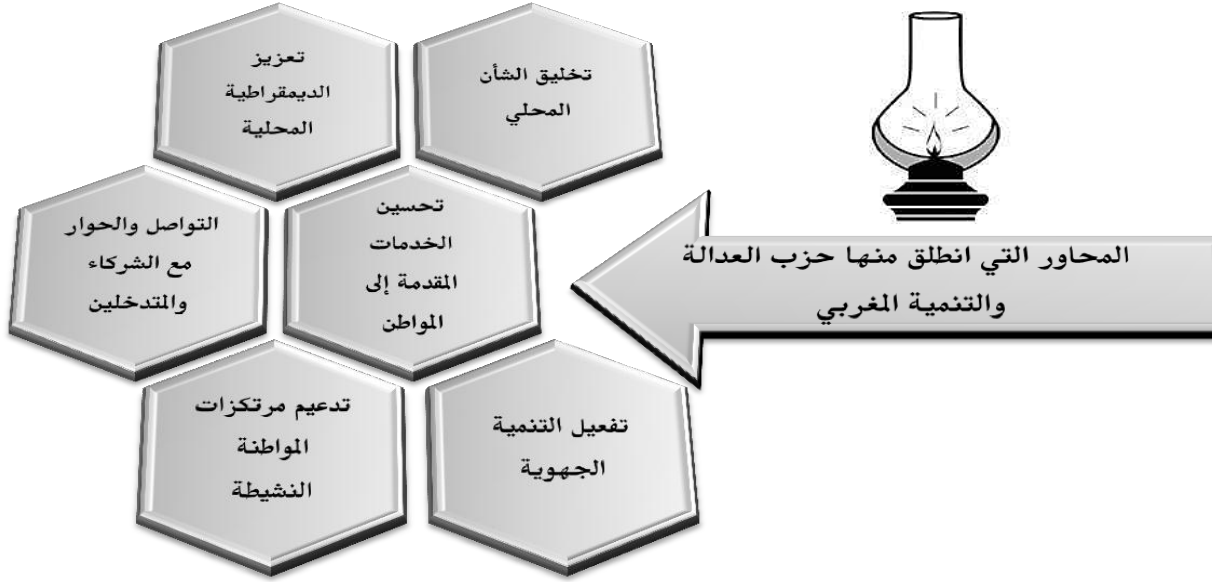 المحاور التي انطلق منها حزب العدالة
والتنمية المغربي
تخليق الشأن
المحلي
تعزيز
الديمقراطية
المحلية
تحسين
الخدمات
المقدمة إلى
المواطن
التواصل والحوار
مع الشركاء
والمتدخلين
تفعيل التنمية
الجهوية
تدعيم مرتكزات
المواطنة
النشيطة